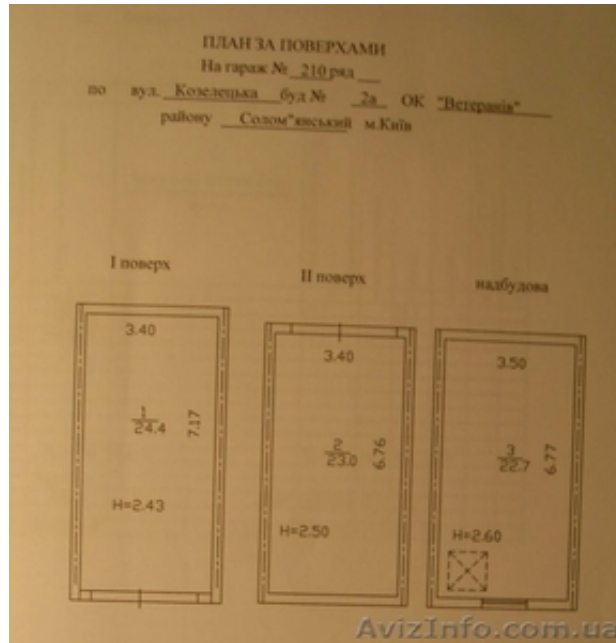 ПЛАН ЗА ПОВЕРХАМИ
На гараж № 210 ряд
по вул. Козелецька буд № 2а ОК "Ветеранів"
району Солом"янський м.Київ
І поверх
ІІ поверх
надбудова
3.40
1
24.4
7.17
H=2.43
3.40
2
23.0
6.76
H=2.50
3.50
3
22.7
6.77
H=2.60
AvizInfo.com.ua